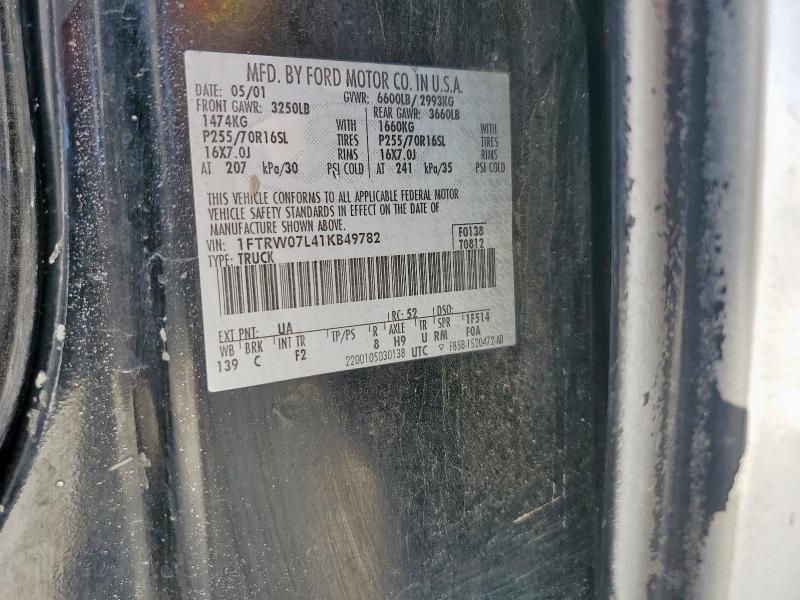 MFD. BY FORD MOTOR CO. IN U.S.A.
DATE: 05/01 GVWR: 6600LB/2993KG
FRONT GAWR: 3250LB REAR GAWR: 3660LB
1474KG WITH 1660KG WITH
P255/70R16SL TIRES P255/70R16SL TIRES
16X7.0J RIMS 16X7.0J RIMS
AT 207 kPa/30 PSI COLD AT 241 kPa/35 PSI COLD
THIS VEHICLE CONFORMS TO ALL APPLICABLE FEDERAL MOTOR
VEHICLE SAFETY STANDARDS IN EFFECT ON THE DATE OF
MANUFACTURE SHOWN ABOVE.
VIN: 1FTRW07L41KB49782 F0138
TYPE: TRUCK T0812
EXT PNT: UA RC: 52 DSO:
WB BRK INT TR TP/PS R AXLE TR SPR 1F514
139 C F2 8 H9 U RM FOA
2200105030138 UTC F85B-1520472-AB